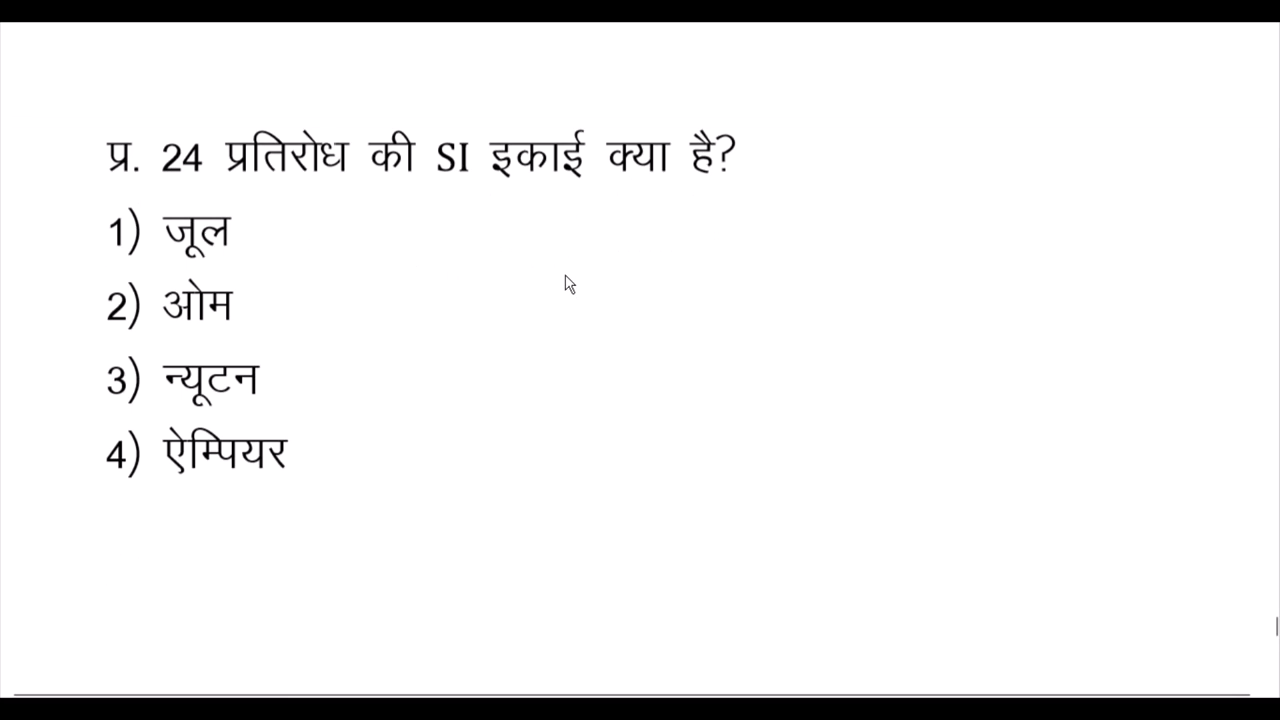 प्र. 24 प्रतिरोध की SI इकाई क्या है?
1) जूल
2) ओम
3) न्यूटन
4) ऐम्पियर